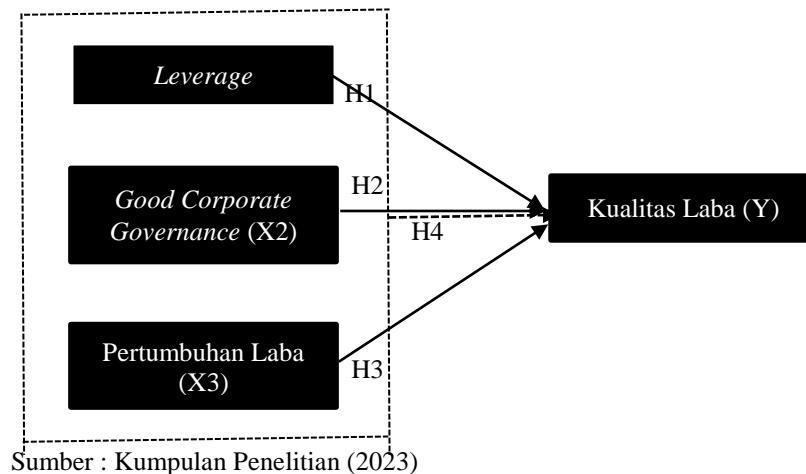 Leverage
H1
Good Corporate
Governance (X2)
H2
H4
Kualitas Laba (Y)
Pertumbuhan Laba
(X3)
H3
Sumber : Kumpulan Penelitian (2023)